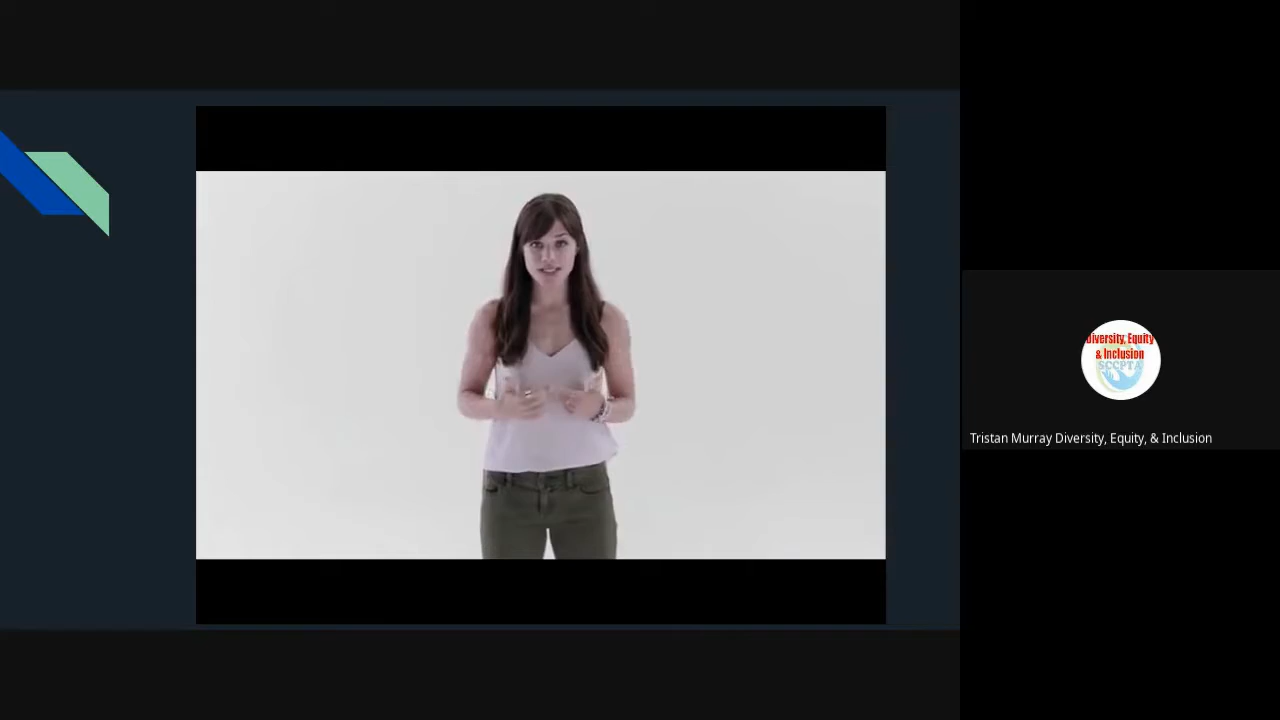 Diversity, Equity
& Inclusion
SCCPTA
Tristan Murray Diversity, Equity, & Inclusion